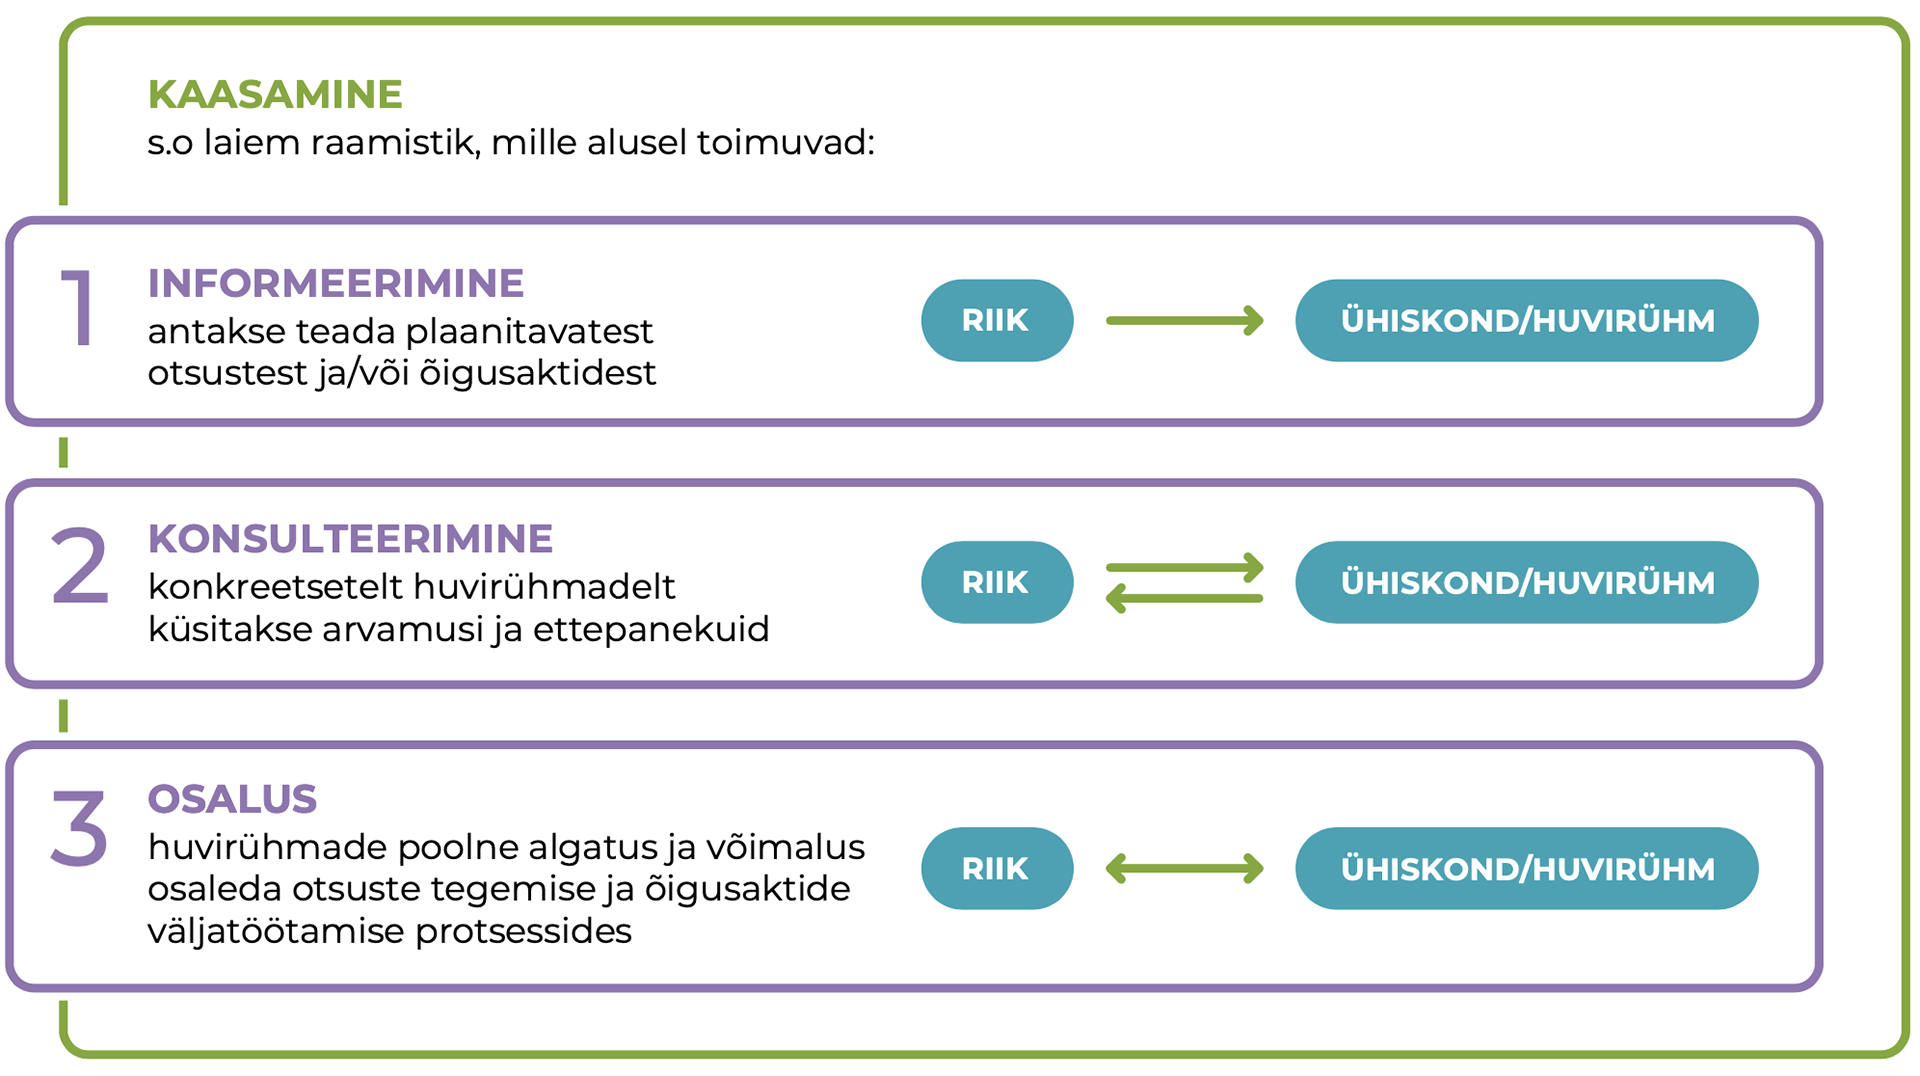 KAASAMINE
s.o laiem raamistik, mille alusel toimuvad:
1
INFORMEERIMINE
antakse teada plaanitavatest
otsustest ja/või õigusaktidest
RIIK
ÜHISKOND/HUVIRÜHM
2
KONSULTEERIMINE
konkreetsetelt huvirühmadelt
küsitakse arvamusi ja ettepanekuid
RIIK
ÜHISKOND/HUVIRÜHM
3
OSALUS
huvirühmade poolne algatus ja võimalus
osaleda otsuste tegemise ja õigusaktide
väljatöötamise protsessides
RIIK
ÜHISKOND/HUVIRÜHM